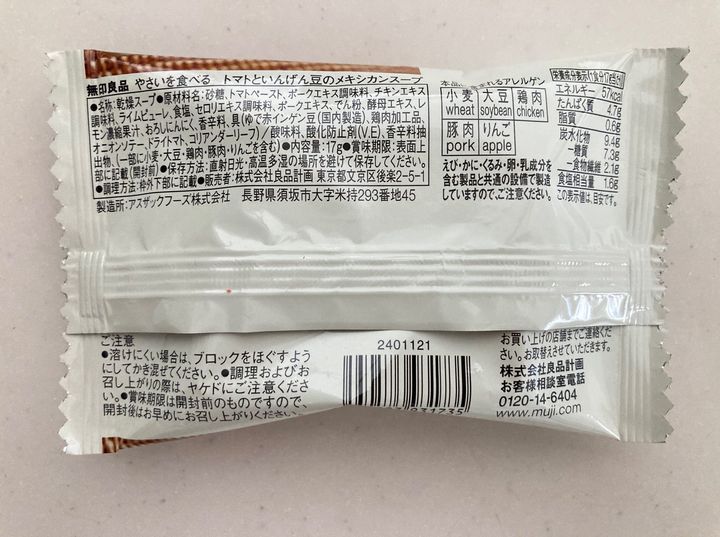 無印良品 やさいを食べる トマトといんげん豆のメキシカンスープ
●名称:乾燥スープ●原材料名:砂糖、トマトペースト、ポークエキス調味料、チキンエキス調味料、ライムピューレ、食塩、セロリエキス調味料、ポークエキス、でん粉、酵母エキス、レモン濃縮果汁、おろしにんにく、香辛料、具(ゆで赤インゲン豆(国内製造)、鶏肉加工品、
オニオンソテー、ドライトマト、コリアンダーリーフ)/酸味料、酸化防止剤(V.E)、香辛料抽
出物、(一部に小麦・大豆・鶏肉・豚肉・りんごを含む)●内容量:17g●賞味期限:表面上
部に記載(開封前)●保存方法:直射日光・高温多湿の場所を避けて保存してください。
●調理方法:枠外下部に記載●販売者:株式会社良品計画 東京都文京区後楽2-5-1
製造所:アスザックフーズ株式会社 長野県須坂市大字米持293番地45
アレルゲン
小麦 大豆 鶏肉
wheat soybean chicken
豚肉 りんご
pork apple
えび・かに・くるみ・卵・乳成分を
含む製品と共通の設備で製造
していますので、ご注意ください。
栄養成分表示
エネルギー 57kcal
たんぱく質 4.7g
脂質 0.6g
炭水化物 9.4g
-糖質 7.3g
-食物繊維 2.1g
食塩相当量 1.6g
この表示値は、目安です。
ご注意
●溶けにくい場合は、ブロックをほぐすよう
にしてかき混ぜてください。●調理およびお
召し上がりの際は、ヤケドにご注意くださ
い。●賞味期限は開封前のものですので、
開封後はお早めにお召し上がりください。
2401121
お買い上げの店舗までご連絡くだ
さい。お取替えさせていただきます。
株式会社良品計画
お客様相談室電話
0120-14-6404
www.muji.com